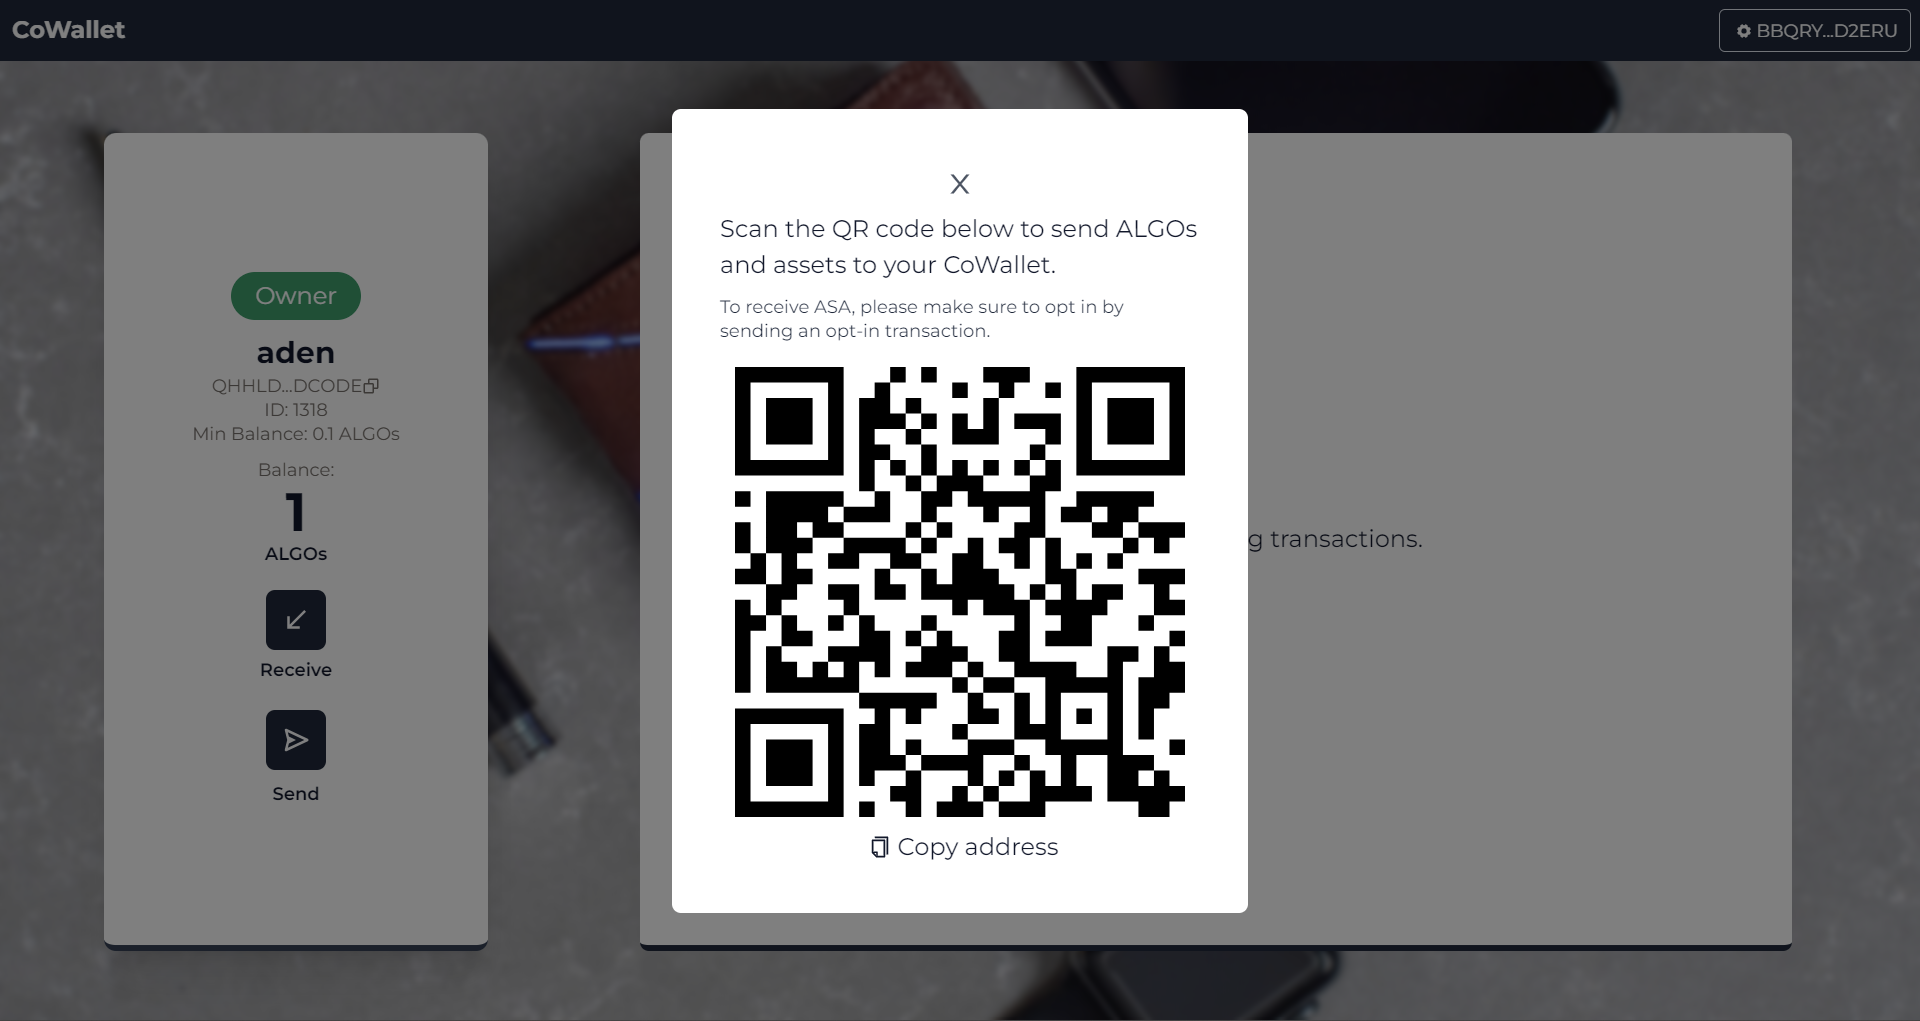 CoWallet
BBQRY...D2ERU
Owner
aden
QHHLD...DCODE
ID: 1318
Min Balance: 0.1 ALGOs
Balance:
1
ALGOs
Receive
Send
X
Scan the QR code below to send ALGOs
and assets to your CoWallet.
To receive ASA, please make sure to opt in by
sending an opt-in transaction.
Copy address
transactions.